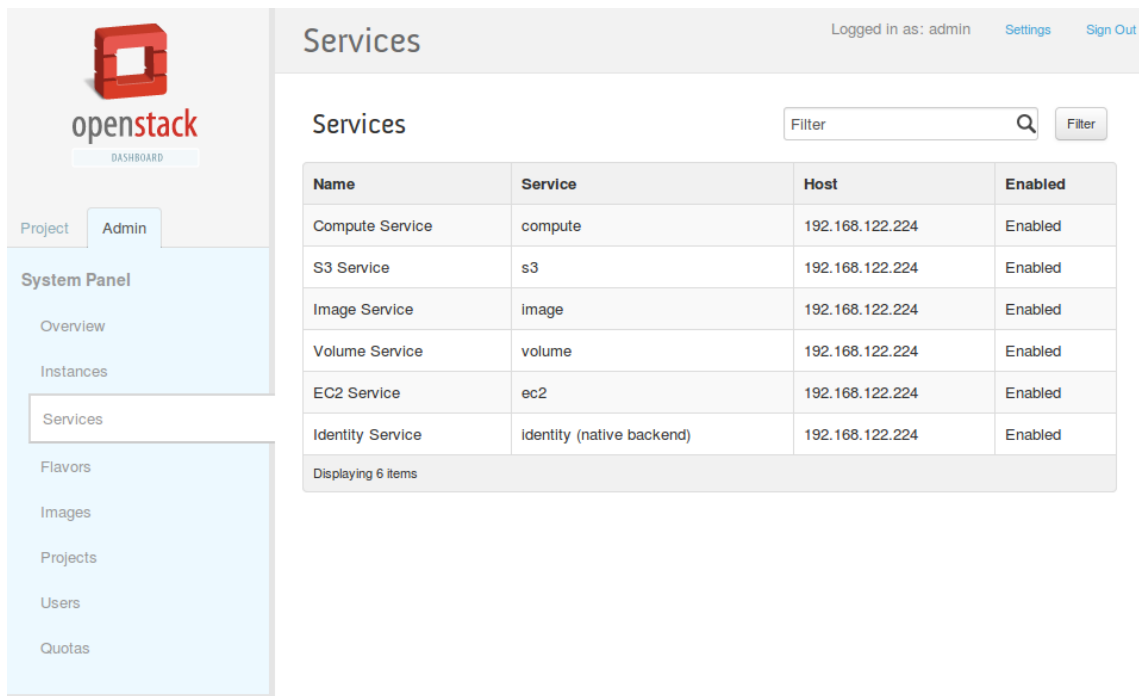 openstack
DASHBOARD
Project Admin
System Panel
Overview
Instances
Services
Flavors
Images
Projects
Users
Quotas
Services
Logged in as: admin Settings Sign Out
Services
Filter Filter
Name Service Host Enabled
Compute Service compute 192.168.122.224 Enabled
S3 Service s3 192.168.122.224 Enabled
Image Service image 192.168.122.224 Enabled
Volume Service volume 192.168.122.224 Enabled
EC2 Service ec2 192.168.122.224 Enabled
Identity Service identity (native backend) 192.168.122.224 Enabled
Displaying 6 items